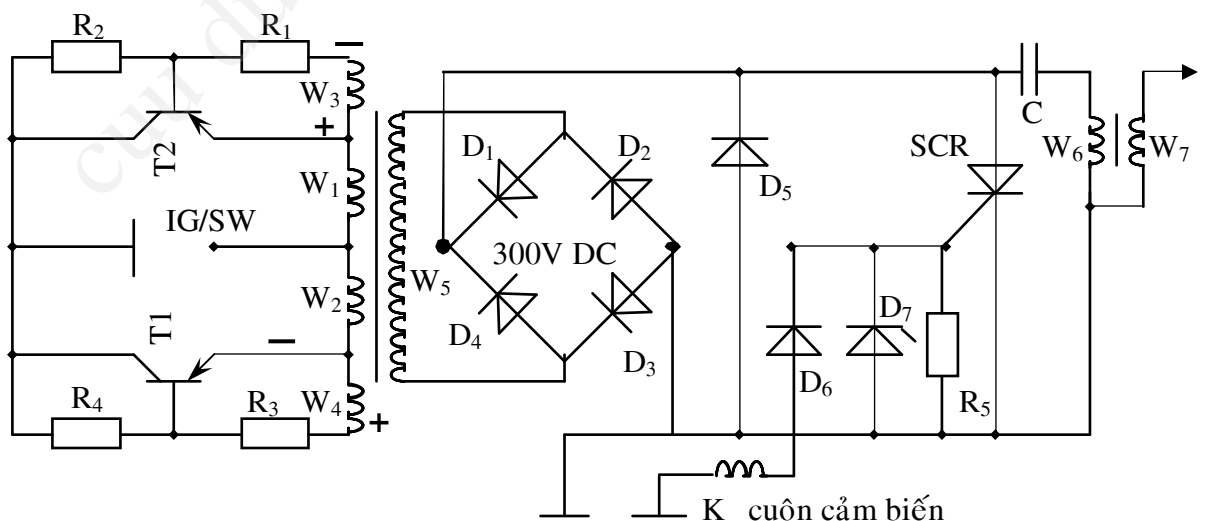 R2
R1
−
W3
+
T2
D1
D2
C
SCR
W6
W7
W1
D5
IG/SW
300V DC
W5
W2
T1
D7
−
D4
D3
D6
R5
R4
R3
W4
+
K cuôn cảm biến